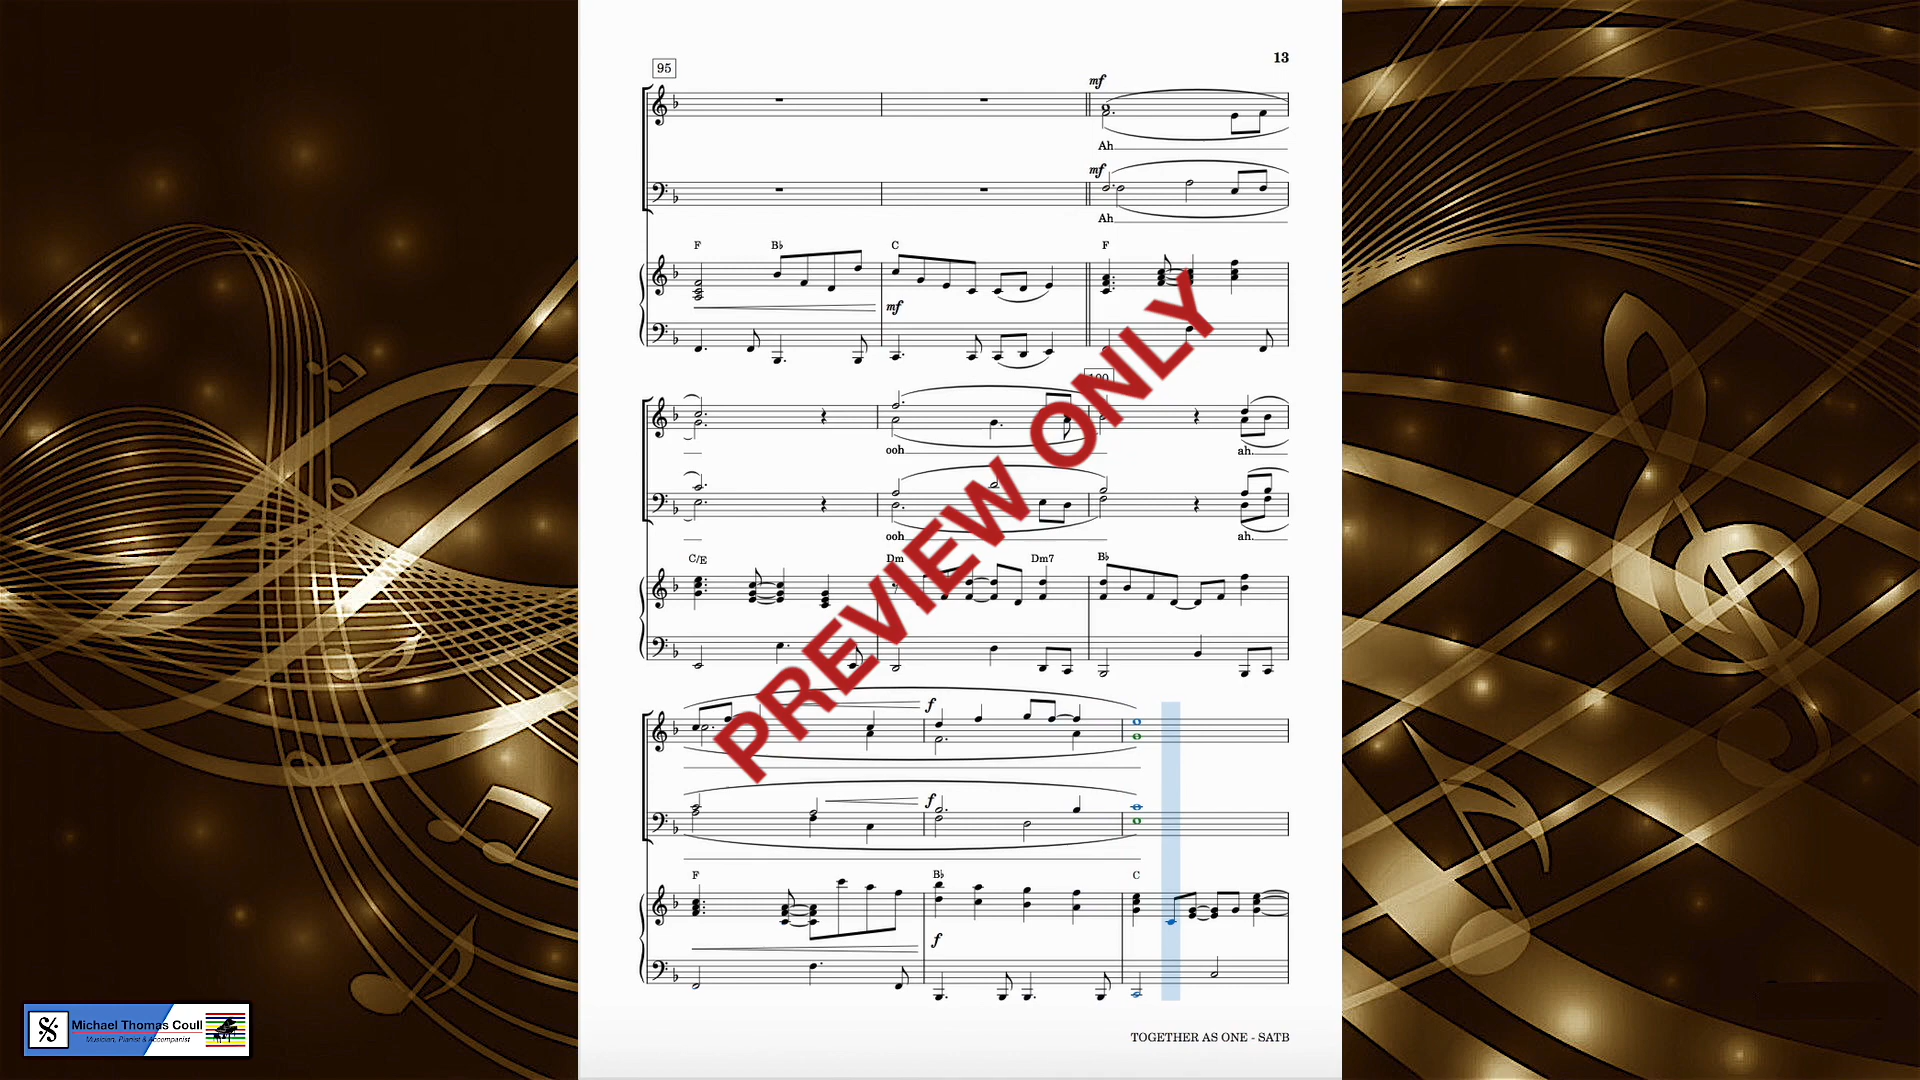 13
95
mf
Ah
mf
Ah
F B♭ C F
mf
100
ooh ah.
ooh ah.
C/E Dm Dm7 B♭
f
f
F B♭ C
f
PREVIEW ONLY
TOGETHER AS ONE - SATB
Michael Thomas Coull
Musician, Pianist & Accompanist